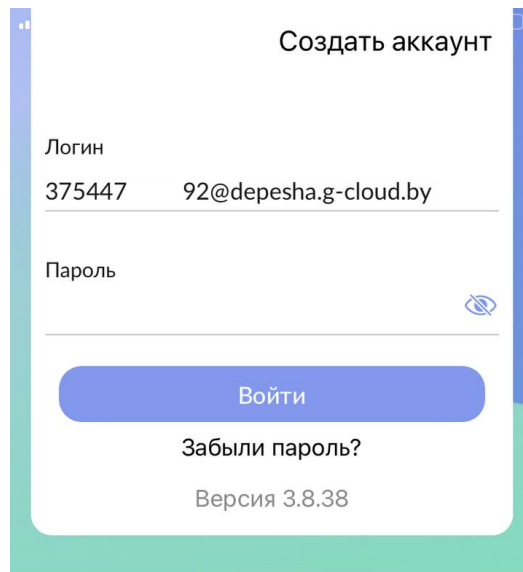 Создать аккаунт
Логин
375447 92@depesha.g-cloud.by
Пароль
Войти
Забыли пароль?
Версия 3.8.38